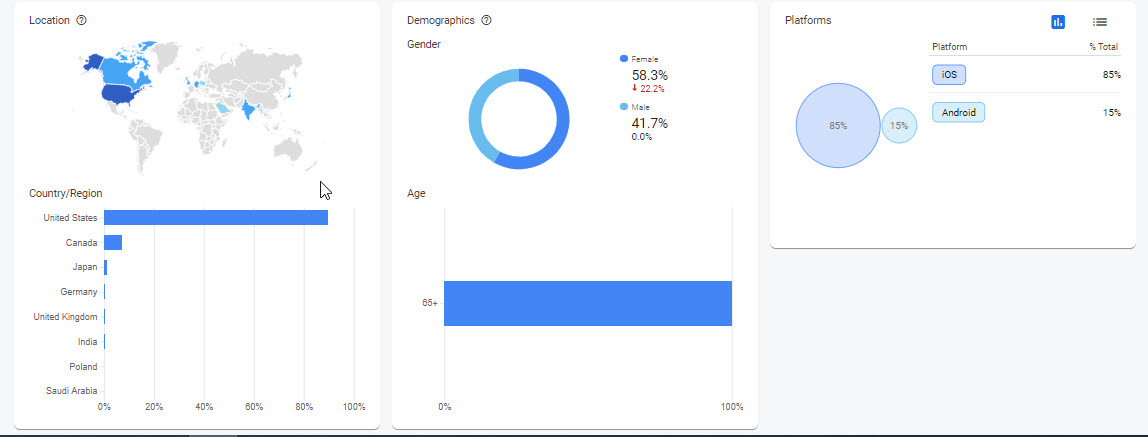 Location
Country/Region
United States
Canada
Japan
Germany
United Kingdom
India
Poland
Saudi Arabia
0% 20% 40% 60% 80% 100%
Demographics
Gender
Female
58.3%
22.2%
Male
41.7%
0.0%
Age
65+
0% 100%
Platforms
85% 15%
Platform % Total
iOS 85%
Android 15%